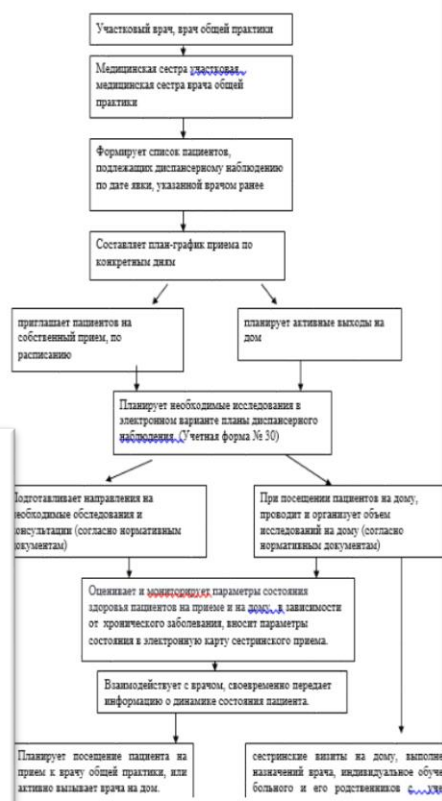 Участковый врач, врач общей практики
Медицинская сестра участковая,
медицинская сестра врача общей
практики
Формирует список пациентов,
подлежащих диспансерному наблюдению
по дате явки, указанной врачом ранее
Составляет план-график приема по
конкретным дням
приглашает пациентов на
собственный прием, по
расписанию
планирует активные выходы на
дом
Планирует необходимые исследования в
электронном варианте планы диспансерного
наблюдения. (Учетная форма № 30)
Подготавливает направления на
необходимые обследования и
консультации (согласно нормативным
документам)
При посещении пациентов на дому,
проводит и организует объем
исследований на дому (согласно
нормативным документам)
Оценивает и мониторирует параметры состояния
здоровья пациентов на приеме и на дому, в зависимости
от хронического заболевания, вносит параметры
состояния в электронную карту сестринского приема.
Взаимодействует с врачом, своевременно передает
информацию о динамике состояния пациента.
Планирует посещение пациента на
прием к врачу общей практики, или
активно вызывает врача на дом.
сестринские визиты на дому, выполне
назначений врача, индивидуальное обуче
больного и его родственников с